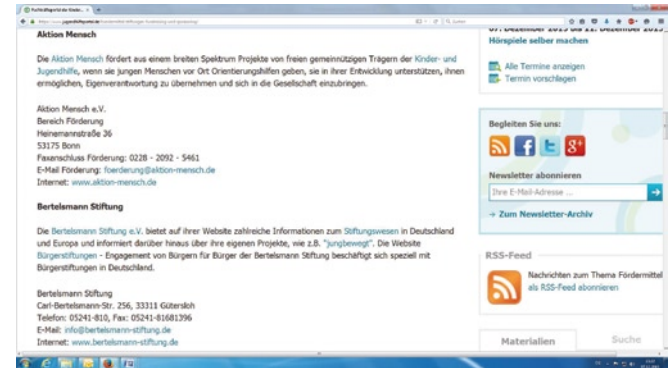 Aktion Mensch
Die Aktion Mensch fördert aus einem breiten Spektrum Projekte von freien gemeinnützigen Trägern der Kinder- und
Jugendhilfe, wenn sie jungen Menschen vor Ort Orientierungshilfen geben, sie in ihrer Entwicklung unterstützen, ihnen
ermöglichen, Eigenverantwortung zu übernehmen und sich in die Gesellschaft einzubringen.
Aktion Mensch e.V.
Bereich Förderung
Heinemannstraße 36
53175 Bonn
Faxanschluss Förderung: 0228 - 2092 - 5461
E-Mail Förderung: foerderung@aktion-mensch.de
Internet: www.aktion-mensch.de
Bertelsmann Stiftung
Die Bertelsmann Stiftung e.V. bietet auf ihrer Website zahlreiche Informationen zum Stiftungswesen in Deutschland
und Europa und informiert darüber hinaus über ihre eigenen Projekte, wie z.B. "jungbewegt". Die Website
Bürgerstiftungen - Engagement von Bürgern für Bürger der Bertelsmann Stiftung beschäftigt sich speziell mit
Bürgerstiftungen in Deutschland.
Bertelsmann Stiftung
Carl-Bertelsmann-Str. 256, 33311 Gütersloh
Telefon: 05241-810, Fax: 05241-81681396
E-Mail: info@bertelsmann-stiftung.de
Internet: www.bertelsmann-stiftung.de
07. Dezember 2015 bis 11. Dezember 2015
Hörspiele selber machen
Alle Termine anzeigen
Termin vorschlagen
Begleiten Sie uns:
Newsletter abonnieren
Ihre E-Mail-Adresse ...
Zum Newsletter-Archiv
RSS-Feed
Nachrichten zum Thema Fördermittel
als RSS-Feed abonnieren
Materialien
Suche